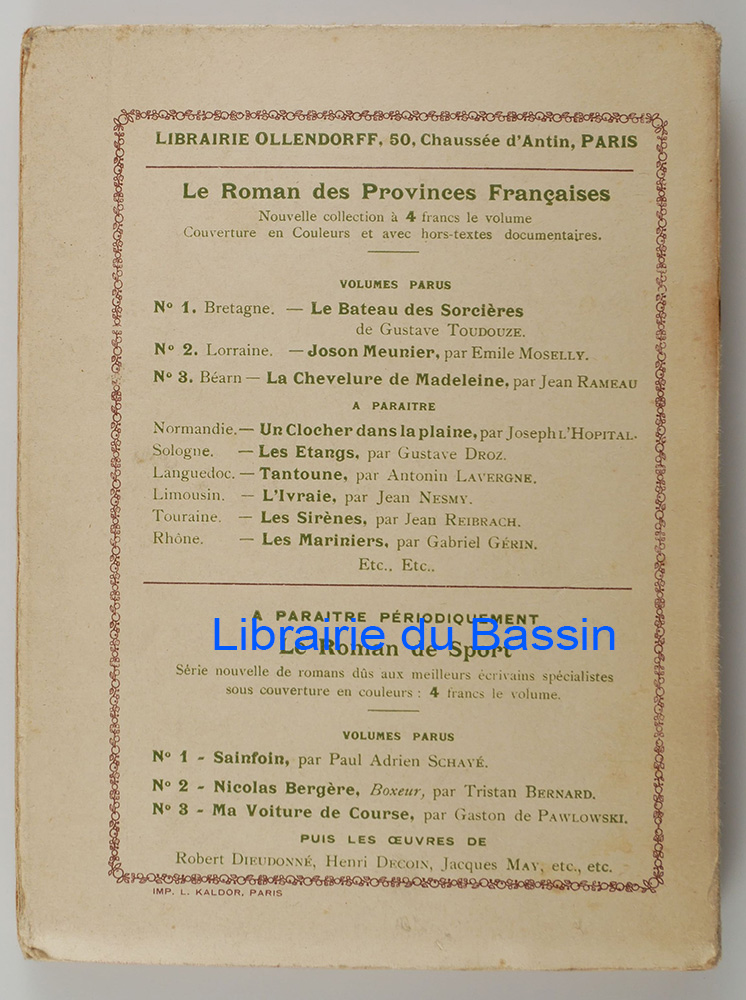 LIBRAIRIE OLLENDORFF, 50, Chaussée d'Antin, PARIS
Le Roman des Provinces Françaises
Nouvelle collection à 4 francs le volume
Couverture en Couleurs et avec hors-textes documentaires.
VOLUMES PARUS
No 1. Bretagne. — Le Bateau des Sorcières
de Gustave TOUDOUZE.
No 2. Lorraine. — Joson Meunier, par Emile MOSELLY.
No 3. Béarn — La Chevelure de Madeleine, par Jean RAMEAU
A PARAITRE
Normandie. — Un Clocher dans la plaine, par Joseph L'HOPITAL.
Sologne. — Les Etangs, par Gustave DROZ.
Languedoc. — Tantoune, par Antonin LAVERGNE.
Limousin. — L'Ivraie, par Jean NESMY.
Touraine. — Les Sirènes, par Jean REIBRACH.
Rhône. — Les Mariniers, par Gabriel GÉRIN.
Etc., Etc..
A PARAITRE PÉRIODIQUEMENT
Librairie du Bassin
Le Roman de Sport
Série nouvelle de romans dûs aux meilleurs écrivains spécialistes
sous couverture en couleurs : 4 francs le volume.
VOLUMES PARUS
No 1 - Sainfoin, par Paul Adrien SCHAYÉ.
No 2 - Nicolas Bergère, Boxeur, par Tristan BERNARD.
No 3 - Ma Voiture de Course, par Gaston de PAWLOWSKI.
PUIS LES ŒUVRES DE
Robert DIEUDONNÉ, Henri DECOIN, Jacques MAY, etc., etc.
IMP. L. KALDOR, PARIS